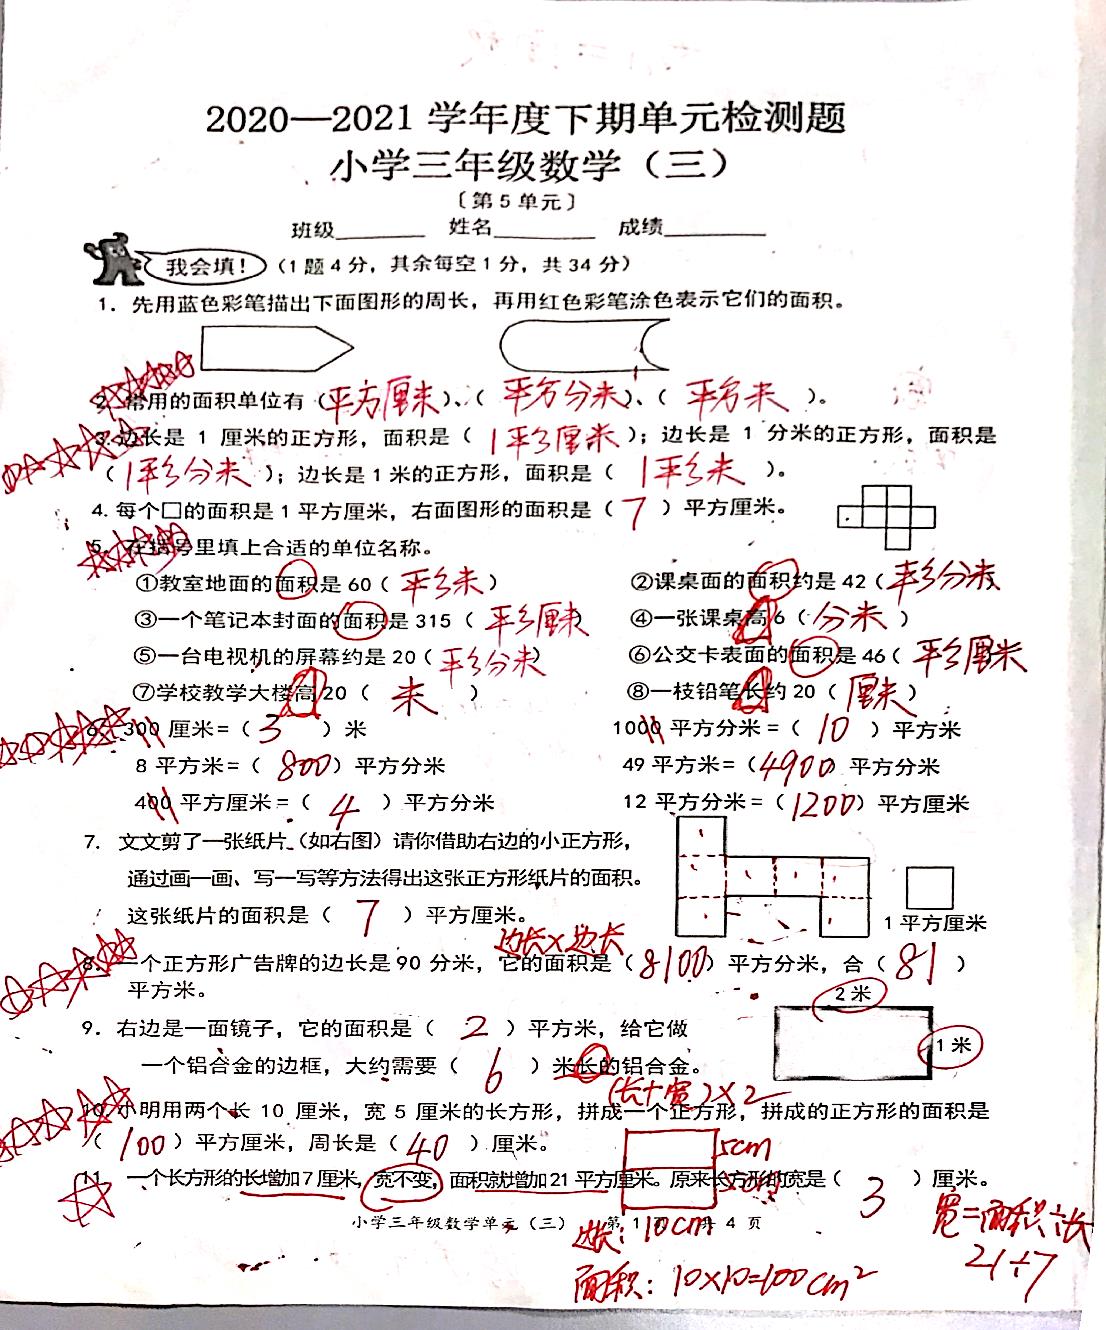 2020—2021 学年度下期单元检测题
小学三年级数学（三）
〔第 5 单元〕
班级________ 姓名________ 成绩________
我会填！（1 题 4 分，其余每空 1 分，共 34 分）
1. 先用蓝色彩笔描出下面图形的周长，再用红色彩笔涂色表示它们的面积。
2. 常用的面积单位有（平方厘米）、（平方分米）、（平方米）。
3. 边长是 1 厘米的正方形，面积是（1平方厘米）；边长是 1 分米的正方形，面积是
（1平方分米）；边长是 1 米的正方形，面积是（1平方米）。
4. 每个□的面积是 1 平方厘米，右面图形的面积是（7）平方厘米。
5. 在括号里填上合适的单位名称。
①教室地面的面积是 60（平方米） ②课桌面的面积约是 42（平方分米）
③一个笔记本封面的面积是 315（平方厘米） ④一张课桌高 6（分米）
⑤一台电视机的屏幕约是 20（平方分米） ⑥公交卡表面的面积是 46（平方厘米）
⑦学校教学大楼高 20（米） ⑧一枝铅笔长约 20（厘米）
6. 300 厘米=（3）米 1000 平方分米=（10）平方米
8 平方米=（800）平方分米 49 平方米=（4900）平方分米
400 平方厘米=（4）平方分米 12 平方分米=（1200）平方厘米
7. 文文剪了一张纸片（如右图）请你借助右边的小正方形，
通过画一画、写一写等方法得出这张正方形纸片的面积。
这张纸片的面积是（7）平方厘米。
1 平方厘米
边长×边长
8. 一个正方形广告牌的边长是 90 分米，它的面积是（8100）平方分米，合（81）
平方米。
2 米
9. 右边是一面镜子，它的面积是（2）平方米，给它做
1 米
一个铝合金的边框，大约需要（6）米长的铝合金。
(长+宽)×2
10. 小明用两个长 10 厘米，宽 5 厘米的长方形，拼成一个正方形，拼成的正方形的面积是
（100）平方厘米，周长是（40）厘米。
5cm
11. 一个长方形的长增加 7 厘米，宽不变，面积就增加 21 平方厘米。原来长方形的宽是（3）厘米。
小学三年级数学单元（三） 第 1 页 共 4 页
边长：10cm
宽=面积÷长
21÷7
面积：10×10=100cm²